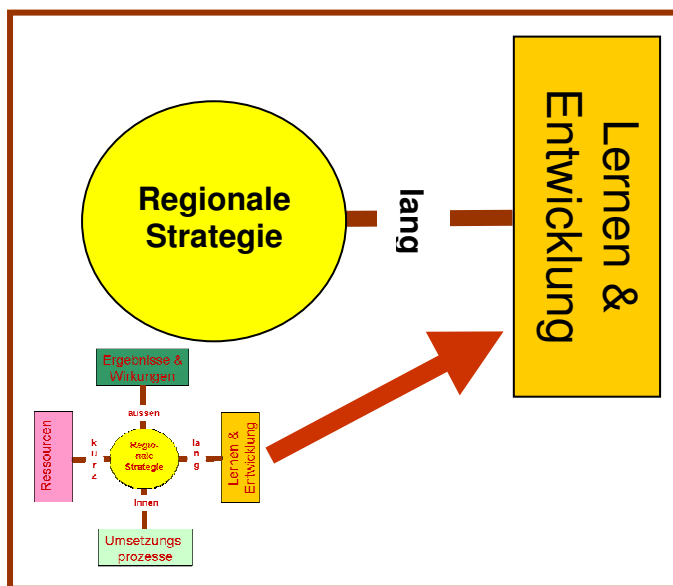 Regionale
Strategie
lang
Lernen &
Entwicklung
Ergebnisse &
Wirkungen
aussen
Ressourcen
k
u
r
z
Regio-
nale
Strategie
la
n
g
Lernen &
Entwicklung
Innen
Umsetzungs
prozesse